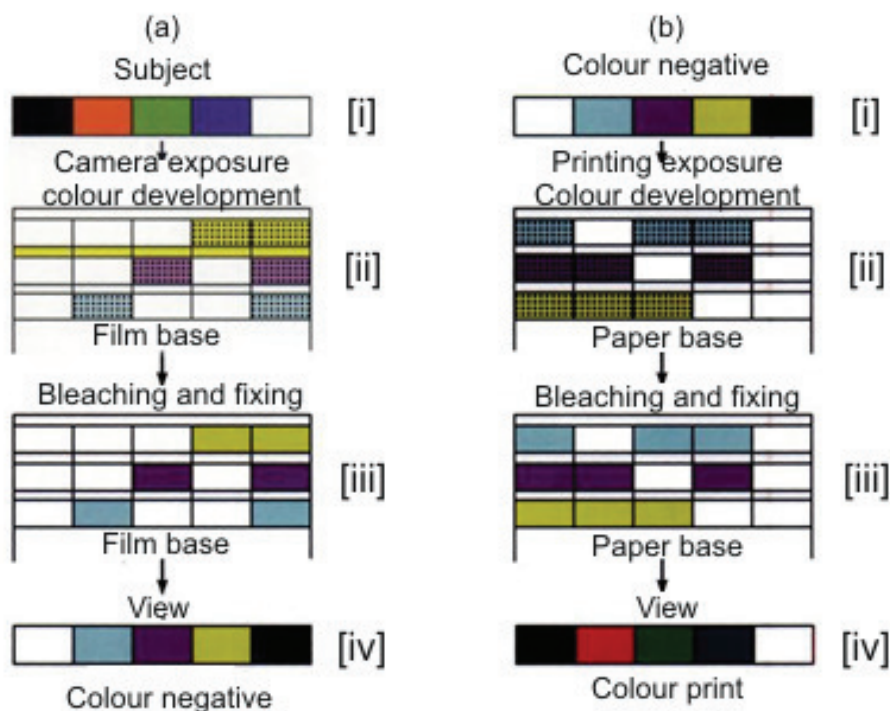 (a)
Subject
[i]
Camera exposure
colour development
[ii]
Film base
Bleaching and fixing
[iii]
Film base
View
[iv]
Colour negative
(b)
Colour negative
[i]
Printing exposure
Colour development
[ii]
Paper base
Bleaching and fixing
[iii]
Paper base
View
[iv]
Colour print